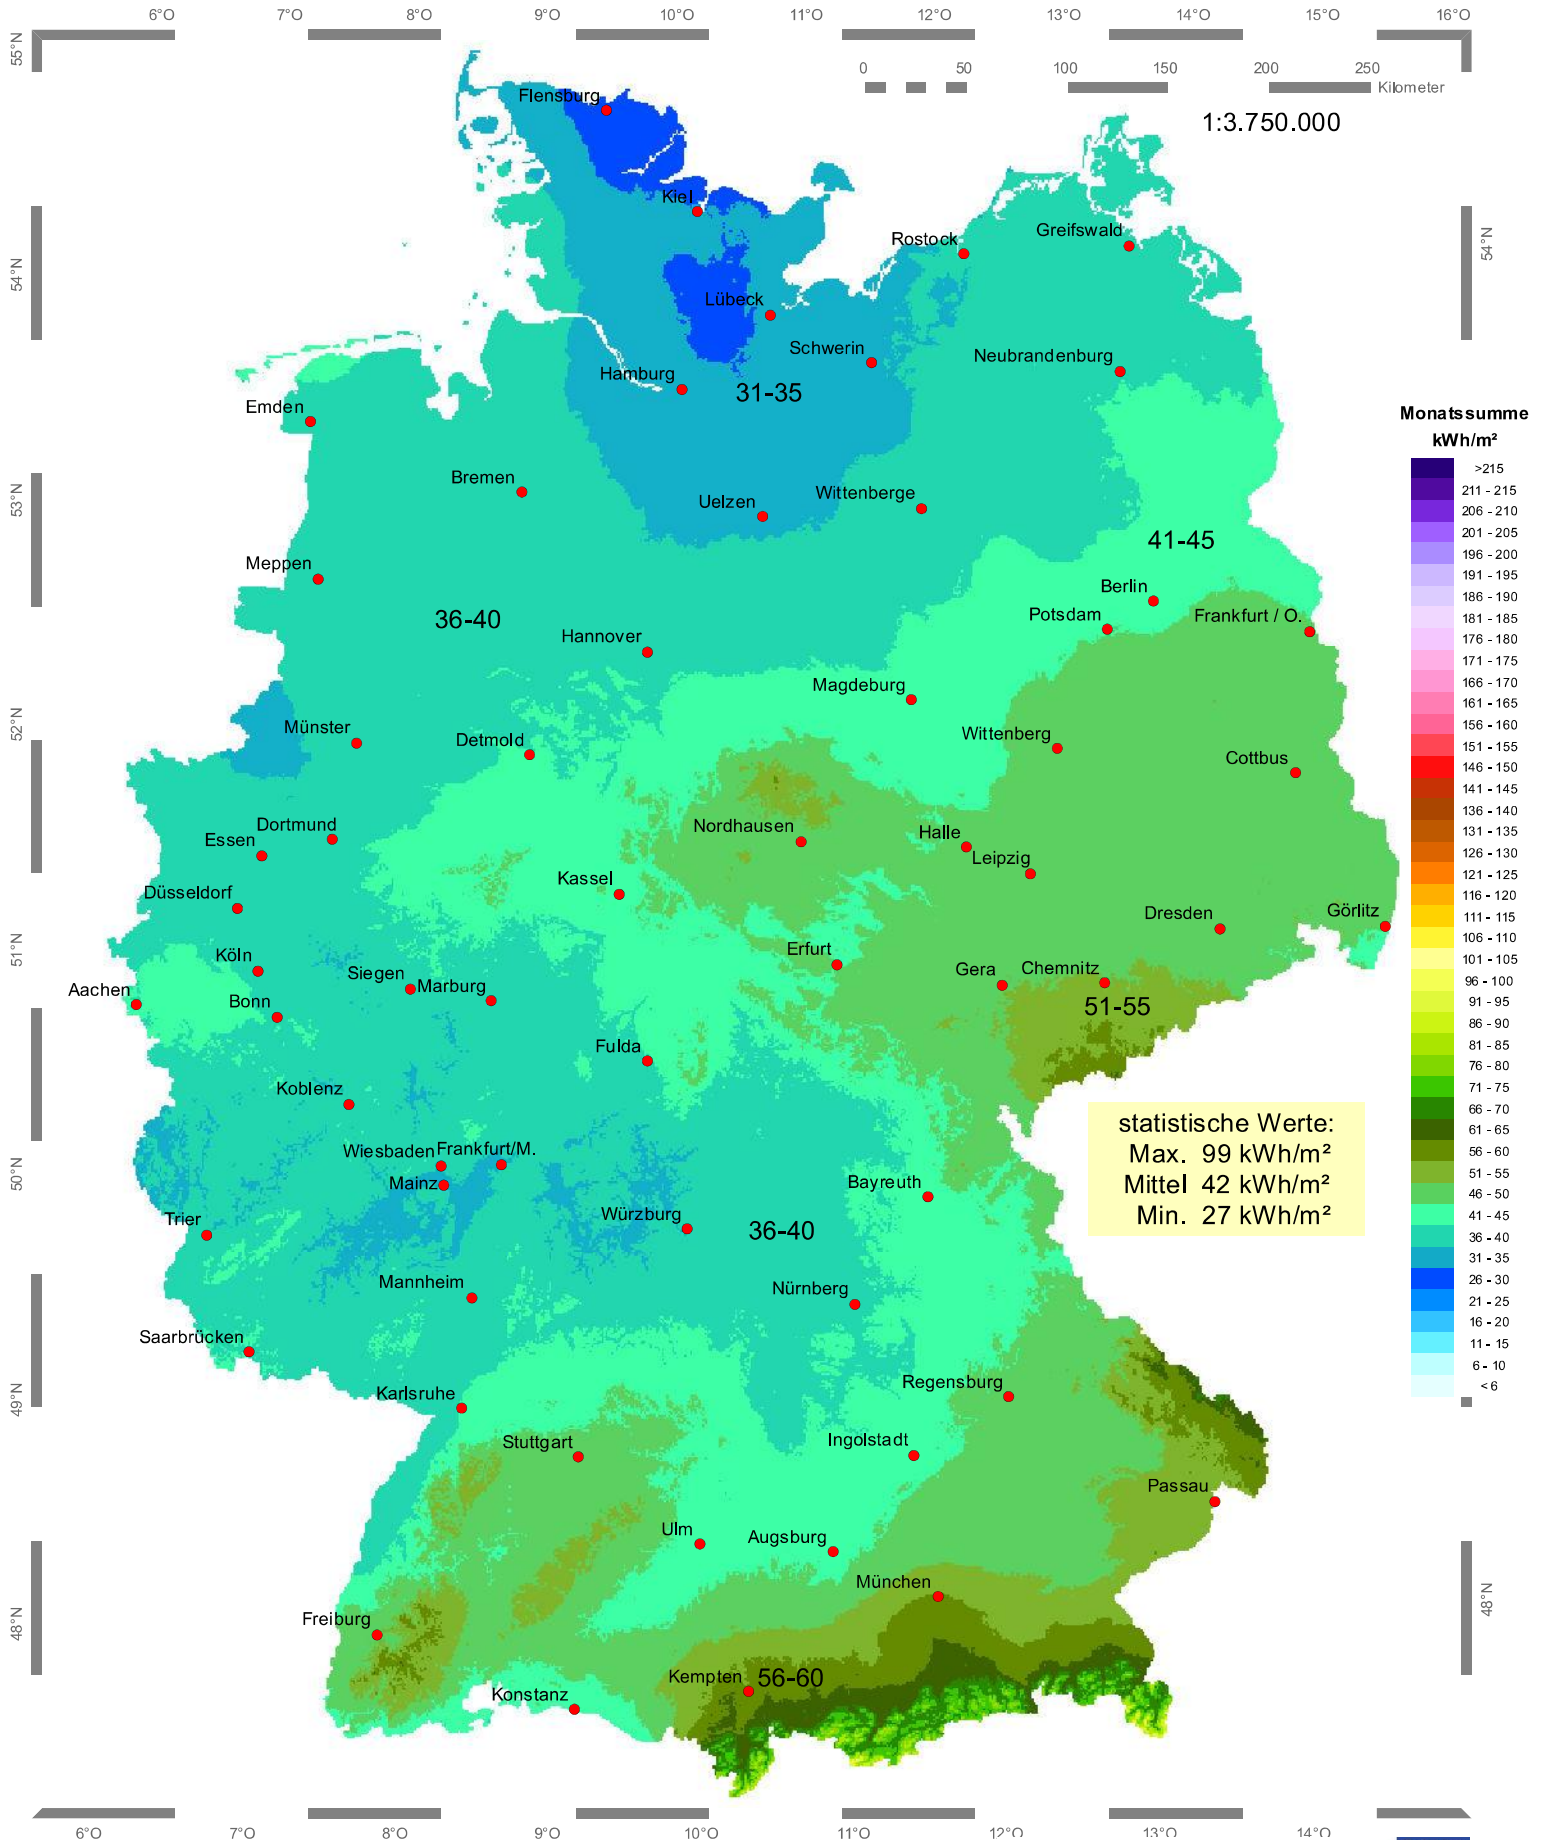 6°O 7°O 8°O 9°O 10°O 11°O 12°O 13°O 14°O 15°O 16°O
55°N
0 50 100 150 200 250
Kilometer
1:3.750.000
Flensburg
Kiel
Rostock
Greifswald
54°N
54°N
Lübeck
Schwerin
Neubrandenburg
Hamburg
31-35
Emden
Bremen
Uelzen
Wittenberge
53°N
41-45
Meppen
Berlin
Potsdam
Frankfurt / O.
36-40
Hannover
Magdeburg
52°N
Münster
Detmold
Wittenberg
Cottbus
Nordhausen
Halle
Dortmund
Essen
Leipzig
Kassel
Düsseldorf
Dresden
Görlitz
51°N
Köln
Erfurt
Siegen
Marburg
Gera
Chemnitz
Aachen
Bonn
51-55
Fulda
Koblenz
50°N
Wiesbaden
Frankfurt/M.
Mainz
Bayreuth
Trier
Würzburg
36-40
Mannheim
Nürnberg
Saarbrücken
49°N
Karlsruhe
Regensburg
Stuttgart
Ingolstadt
Passau
Ulm
Augsburg
München
48°N
48°N
Freiburg
Kempten
56-60
Konstanz
statistische Werte:
Max. 99 kWh/m²
Mittel 42 kWh/m²
Min. 27 kWh/m²
Monatssumme
kWh/m²
>215
211 - 215
206 - 210
201 - 205
196 - 200
191 - 195
186 - 190
181 - 185
176 - 180
171 - 175
166 - 170
161 - 165
156 - 160
151 - 155
146 - 150
141 - 145
136 - 140
131 - 135
126 - 130
121 - 125
116 - 120
111 - 115
106 - 110
101 - 105
96 - 100
91 - 95
86 - 90
81 - 85
76 - 80
71 - 75
66 - 70
61 - 65
56 - 60
51 - 55
46 - 50
41 - 45
36 - 40
31 - 35
26 - 30
21 - 25
16 - 20
11 - 15
6 - 10
< 6
6°O 7°O 8°O 9°O 10°O 11°O 12°O 13°O 14°O